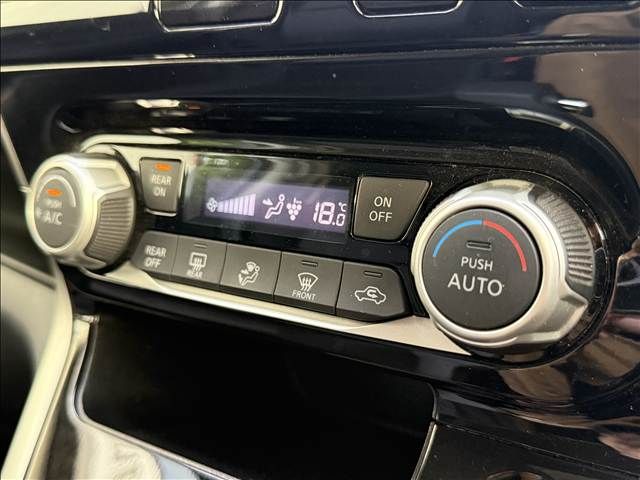 PUSH
A/C
REAR
ON
18.0
°C
ON
OFF
REAR
OFF
REAR
FRONT
PUSH
AUTO